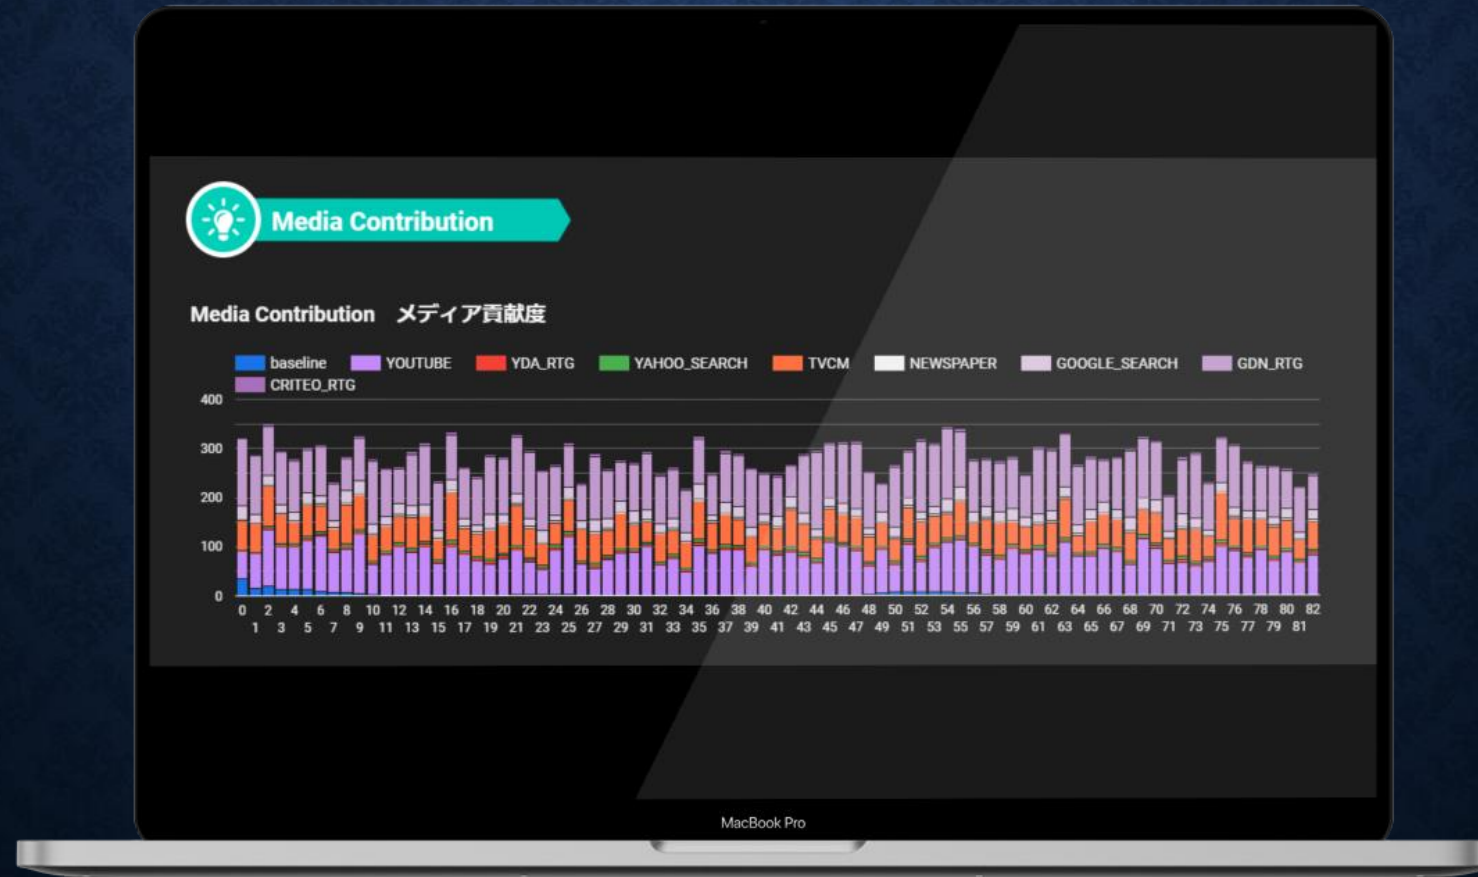 Media Contribution
Media Contribution メディア貢献度
baseline YOUTUBE YDA_RTG YAHOO_SEARCH TVCM NEWSPAPER GOOGLE_SEARCH GDN_RTG
CRITEO_RTG
400
300
200
100
0
0 2 4 6 8 10 12 14 16 18 20 22 24 26 28 30 32 34 36 38 40 42 44 46 48 50 52 54 56 58 60 62 64 66 68 70 72 74 76 78 80 82
1 3 5 7 9 11 13 15 17 19 21 23 25 27 29 31 33 35 37 39 41 43 45 47 49 51 53 55 57 59 61 63 65 67 69 71 73 75 77 79 81
MacBook Pro